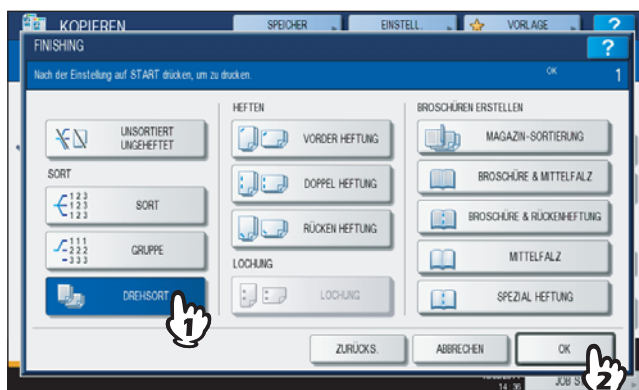 KOPIEREN
SPEICHER
EINSTELL.
VORLAGE
?
FINISHING
?
Nach der Einstellung auf START drücken, um zu drucken.
OK
1
UNSORTIERT
UNGEHEFTET
SORT
123
123
123
SORT
111
222
333
GRUPPE
DREHSORT
1
HEFTEN
VORDER HEFTUNG
DOPPEL HEFTUNG
RÜCKEN HEFTUNG
LOCHUNG
LOCHUNG
BROSCHÜREN ERSTELLEN
MAGAZIN-SORTIERUNG
BROSCHÜRE & MITTELFALZ
BROSCHÜRE & RÜCKENHEFTUNG
MITTELFALZ
SPEZIAL HEFTUNG
ZURÜCKS.
ABBRECHEN
OK
2
14:36
JOB S